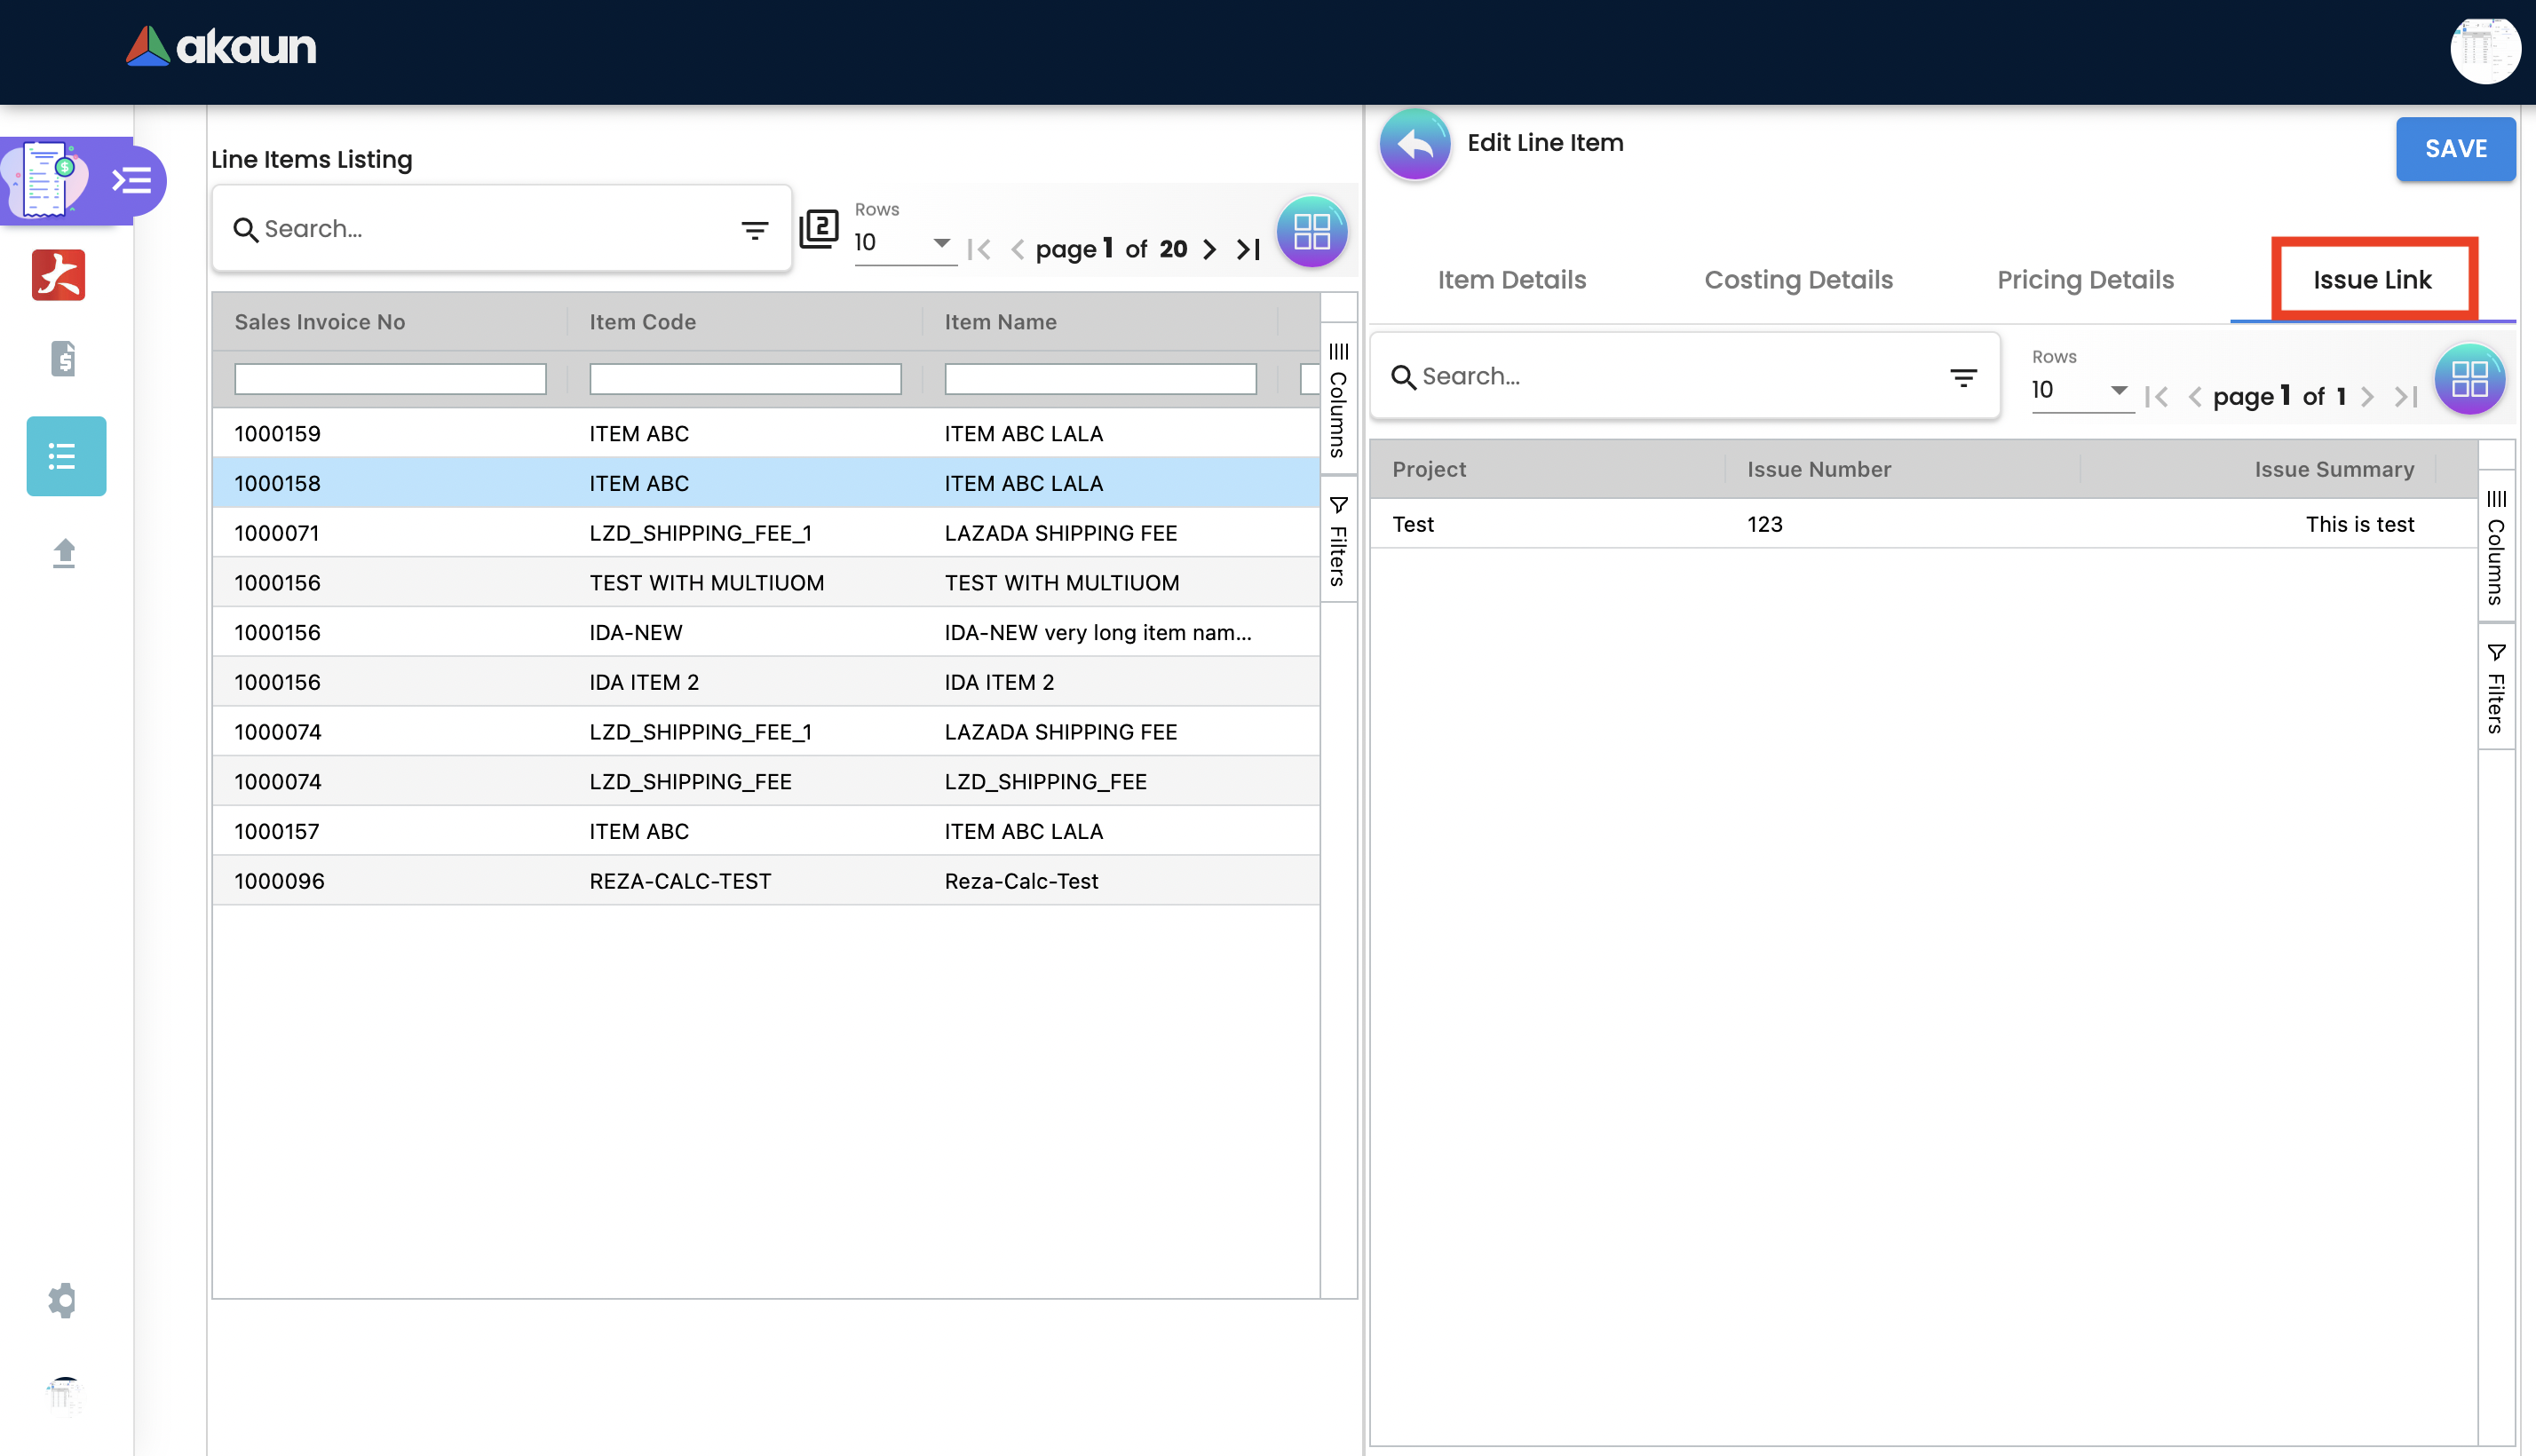 akaun
Line Items Listing
Search...
2
Rows
10
page 1 of 20
Sales Invoice No Item Code Item Name
1000159 ITEM ABC ITEM ABC LALA
1000158 ITEM ABC ITEM ABC LALA
1000071 LZD_SHIPPING_FEE_1 LAZADA SHIPPING FEE
1000156 TEST WITH MULTIUOM TEST WITH MULTIUOM
1000156 IDA-NEW IDA-NEW very long item nam...
1000156 IDA ITEM 2 IDA ITEM 2
1000074 LZD_SHIPPING_FEE_1 LAZADA SHIPPING FEE
1000074 LZD_SHIPPING_FEE LZD_SHIPPING_FEE
1000157 ITEM ABC ITEM ABC LALA
1000096 REZA-CALC-TEST Reza-Calc-Test
Columns
Filters
Edit Line Item
SAVE
Item Details Costing Details Pricing Details Issue Link
Search...
Rows
10
page 1 of 1
Project Issue Number Issue Summary
Test 123 This is test
Columns
Filters